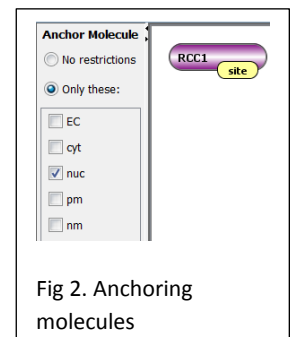 Anchor Molecule
No restrictions
Only these:
EC
cyt
nuc
pm
nm
RCC1
site
Fig 2. Anchoring
molecules